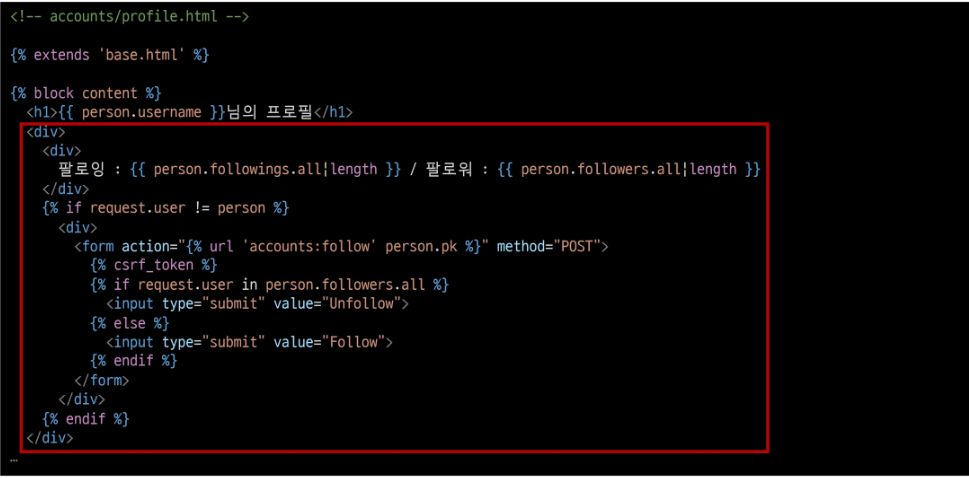 <!-- accounts/profile.html -->
{% extends 'base.html' %}
{% block content %}
<h1>{{ person.username }}님의 프로필</h1>
<div>
<div>
팔로잉 : {{ person.followings.all|length }} / 팔로워 : {{ person.followers.all|length }}
</div>
{% if request.user != person %}
<div>
<form action="{% url 'accounts:follow' person.pk %}" method="POST">
{% csrf_token %}
{% if request.user in person.followers.all %}
<input type="submit" value="Unfollow">
{% else %}
<input type="submit" value="Follow">
{% endif %}
</form>
</div>
{% endif %}
</div>
…